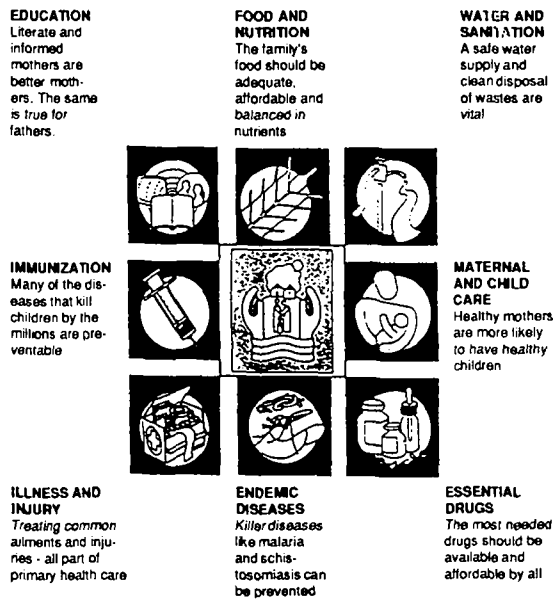 EDUCATION
Literate and
informed
mothers are
better moth-
ers. The same
is true for
fathers.
FOOD AND
NUTRITION
The family's
food should be
adequate,
affordable and
balanced in
nutrients
WATER AND
SANITATION
A safe water
supply and
clean disposal
of wastes are
vital
IMMUNIZATION
Many of the dis-
eases that kill
children by the
millions are pre-
ventable
MATERNAL
AND CHILD
CARE
Healthy mothers
are more likely
to have healthy
children
ILLNESS AND
INJURY
Treating common
ailments and inju-
ries - all part of
primary health care
ENDEMIC
DISEASES
Killer diseases
like malaria
and schis-
tosomiasis can
be prevented
ESSENTIAL
DRUGS
The most needed
drugs should be
available and
affordable by all